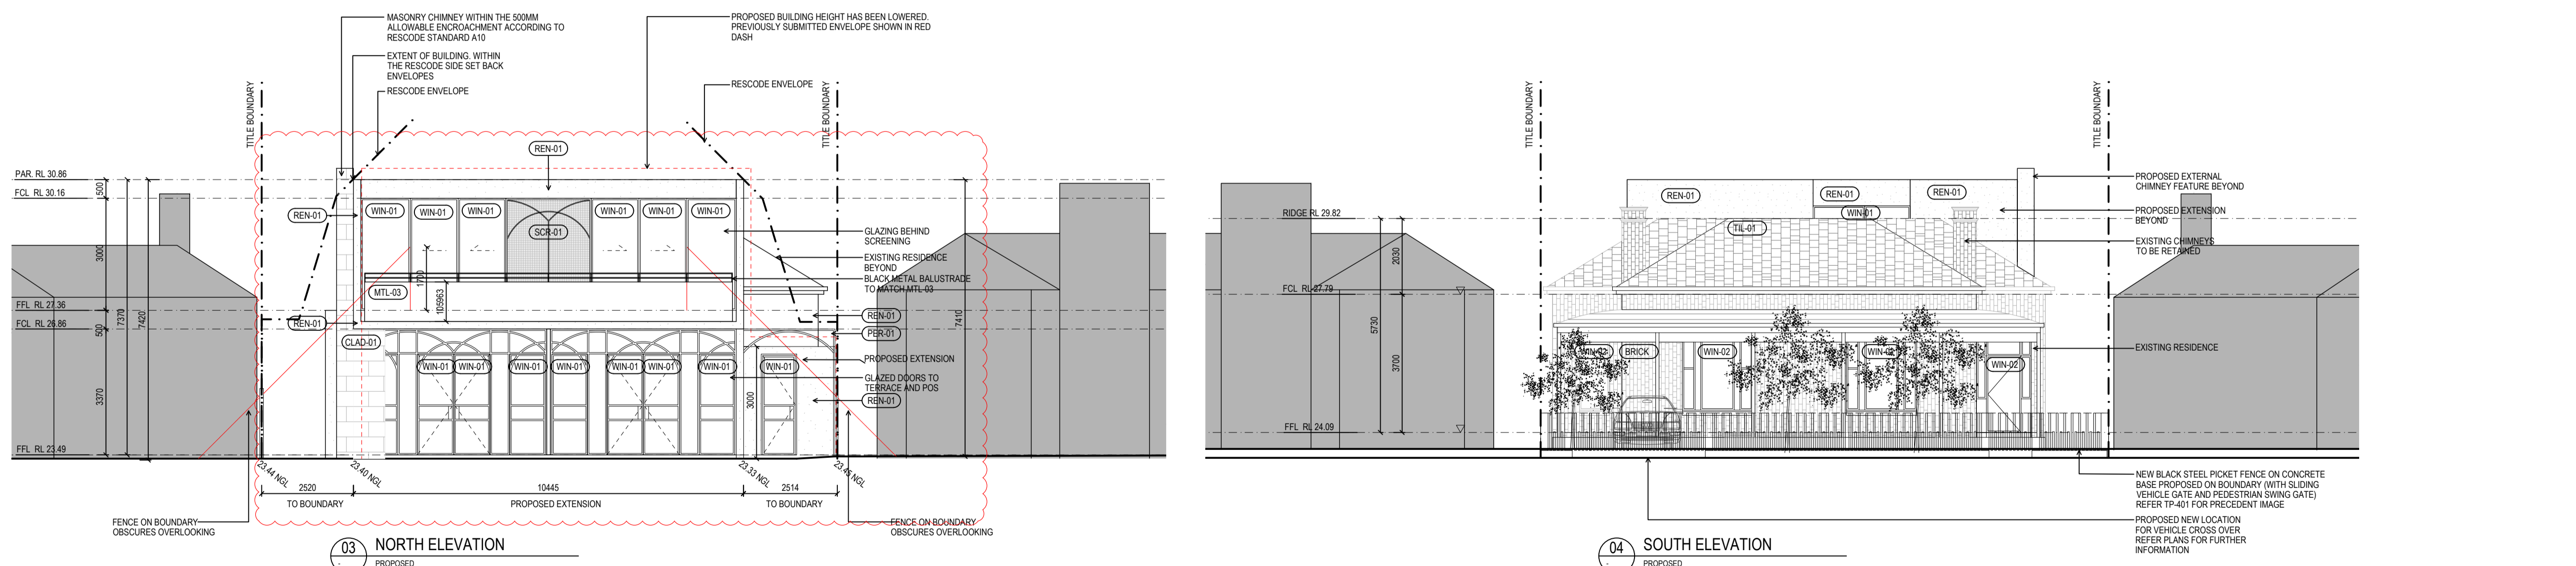 MASONRY CHIMNEY WITHIN THE 500MM
ALLOWABLE ENCROACHMENT ACCORDING TO
RESCODE STANDARD A10
EXTENT OF BUILDING. WITHIN
THE RESCODE SIDE SET BACK
ENVELOPES
RESCODE ENVELOPE
PROPOSED BUILDING HEIGHT HAS BEEN LOWERED.
PREVIOUSLY SUBMITTED ENVELOPE SHOWN IN RED
DASH
RESCODE ENVELOPE
TITLE BOUNDARY
TITLE BOUNDARY
REN-01
PAR. RL 30.86
FCL RL 30.16
FFL RL 27.36
FCL RL 26.86
FFL RL 23.49
500
3000
500
3370
7370
7420
REN-01
WIN-01
WIN-01
WIN-01
SCR-01
WIN-01
WIN-01
WIN-01
GLAZING BEHIND
SCREENING
EXISTING RESIDENCE
BEYOND
BLACK METAL BALUSTRADE
TO MATCH MTL-03
MTL-03
1700
105963
7410
REN-01
REN-01
PER-01
CLAD-01
PROPOSED EXTENSION
WIN-01
WIN-01
WIN-01
WIN-01
WIN-01
WIN-01
WIN-01
WIN-01
GLAZED DOORS TO
TERRACE AND POS
REN-01
3000
23.44 NGL
23.40 NGL
23.33 NGL
23.45 NGL
2520
10445
2514
TO BOUNDARY
PROPOSED EXTENSION
TO BOUNDARY
FENCE ON BOUNDARY
OBSCURES OVERLOOKING
FENCE ON BOUNDARY
OBSCURES OVERLOOKING
03
NORTH ELEVATION
-
PROPOSED
TITLE BOUNDARY
TITLE BOUNDARY
REN-01
REN-01
REN-01
WIN-01
TIL-01
RIDGE RL 29.82
FCL RL 27.79
FFL RL 24.09
2030
5730
3700
PROPOSED EXTERNAL
CHIMNEY FEATURE BEYOND
PROPOSED EXTENSION
BEYOND
EXISTING CHIMNEYS
TO BE RETAINED
WIN-02
BRICK
WIN-02
WIN-02
WIN-02
EXISTING RESIDENCE
NEW BLACK STEEL PICKET FENCE ON CONCRETE
BASE PROPOSED ON BOUNDARY (WITH SLIDING
VEHICLE GATE AND PEDESTRIAN SWING GATE)
REFER TP-401 FOR PRECEDENT IMAGE
PROPOSED NEW LOCATION
FOR VEHICLE CROSS OVER
REFER PLANS FOR FURTHER
INFORMATION
04
SOUTH ELEVATION
-
PROPOSED